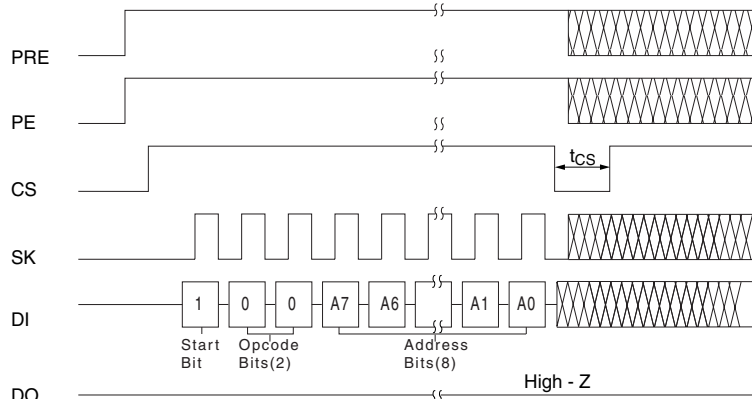 PRE
PE
CS
tCS
SK
DI
1 0 0 A7 A6 A1 A0
Start Bit
Opcode Bits(2)
Address Bits(8)
DO
High - Z